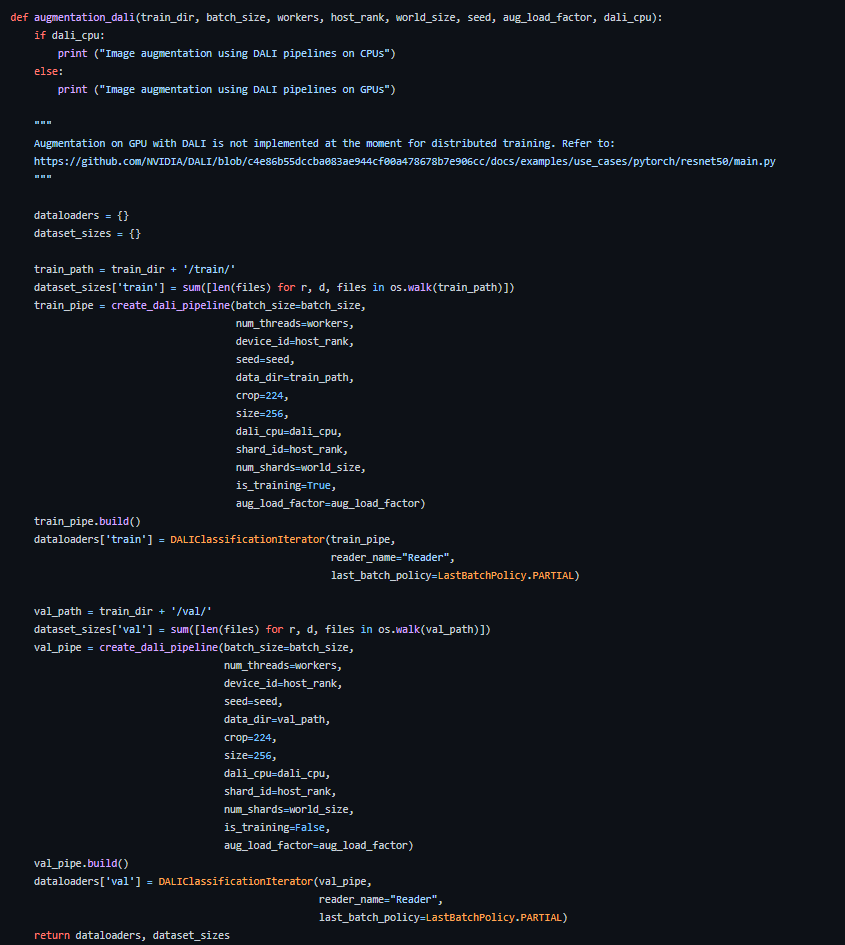 def augmentation_dali(train_dir, batch_size, workers, host_rank, world_size, seed, aug_load_factor, dali_cpu):
    if dali_cpu:
        print ("Image augmentation using DALI pipelines on CPUs")
    else:
        print ("Image augmentation using DALI pipelines on GPUs")

    """
    Augmentation on GPU with DALI is not implemented at the moment for distributed training. Refer to:
    https://github.com/NVIDIA/DALI/blob/c4e86b55dccba083ae944cf00a478678b7e906cc/docs/examples/use_cases/pytorch/resnet50/main.py
    """

    dataloaders = {}
    dataset_sizes = {}

    train_path = train_dir + '/train/'
    dataset_sizes['train'] = sum([len(files) for r, d, files in os.walk(train_path)])
    train_pipe = create_dali_pipeline(batch_size=batch_size,
                                      num_threads=workers,
                                      device_id=host_rank,
                                      seed=seed,
                                      data_dir=train_path,
                                      crop=224,
                                      size=256,
                                      dali_cpu=dali_cpu,
                                      shard_id=host_rank,
                                      num_shards=world_size,
                                      is_training=True,
                                      aug_load_factor=aug_load_factor)
    train_pipe.build()
    dataloaders['train'] = DALIClassificationIterator(train_pipe,
                                                      reader_name="Reader",
                                                      last_batch_policy=LastBatchPolicy.PARTIAL)

    val_path = train_dir + '/val/'
    dataset_sizes['val'] = sum([len(files) for r, d, files in os.walk(val_path)])
    val_pipe = create_dali_pipeline(batch_size=batch_size,
                                    num_threads=workers,
                                    device_id=host_rank,
                                    seed=seed,
                                    data_dir=val_path,
                                    crop=224,
                                    size=256,
                                    dali_cpu=dali_cpu,
                                    shard_id=host_rank,
                                    num_shards=world_size,
                                    is_training=False,
                                    aug_load_factor=aug_load_factor)
    val_pipe.build()
    dataloaders['val'] = DALIClassificationIterator(val_pipe,
                                                    reader_name="Reader",
                                                    last_batch_policy=LastBatchPolicy.PARTIAL)
    return dataloaders, dataset_sizes